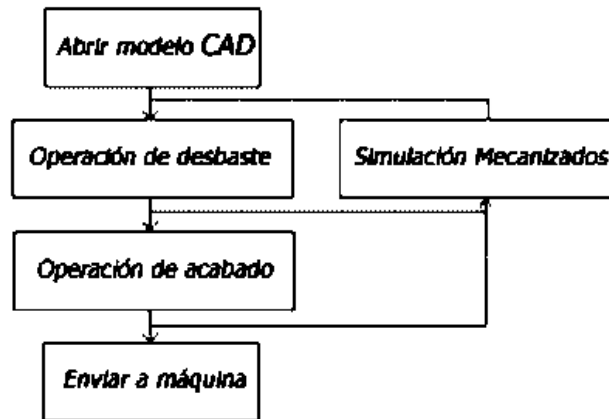 Abrir modelo CAD
Operación de desbaste
Simulación Mecanizados
Operación de acabado
Enviar a máquina